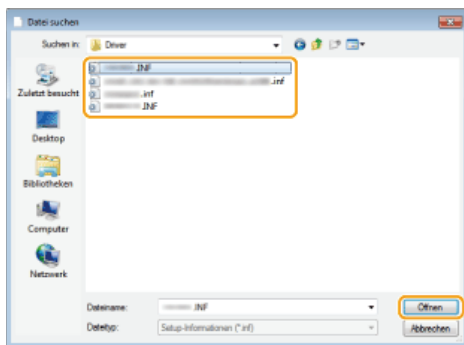 Datei suchen
Suchen in: Driver
.INF
.inf
.inf
.INF
Zuletzt besucht
Desktop
Bibliotheken
Computer
Netzwerk
Dateiname: .INF
Öffnen
Dateityp: Setup-Informationen (*.inf)
Abbrechen